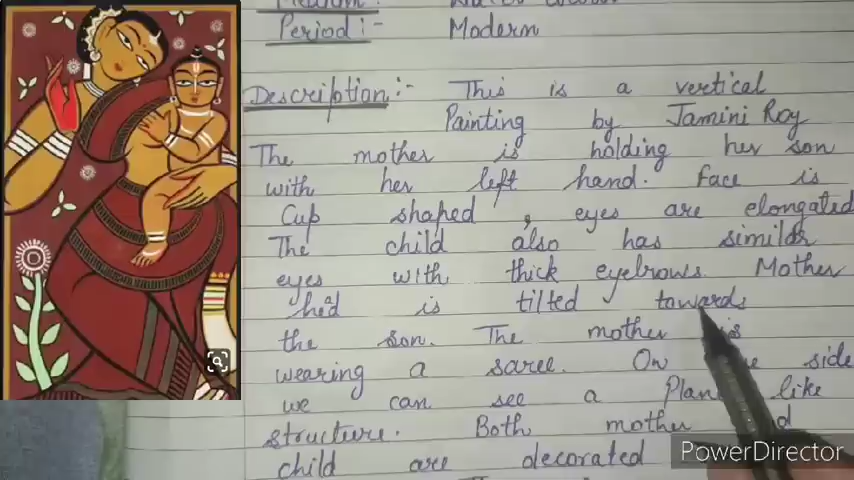 Period:- Modern
Description:- This is a vertical
Painting by Jamini Roy
The mother is holding her son
with her left hand. Face is
Cup shaped, eyes are elongated
The child also has similar
eyes with thick eyebrows. Mother
head is tilted towards
the son. The mother is
wearing a saree. On side
we can see a like
structure. Both mother
child are decorated
PowerDirector